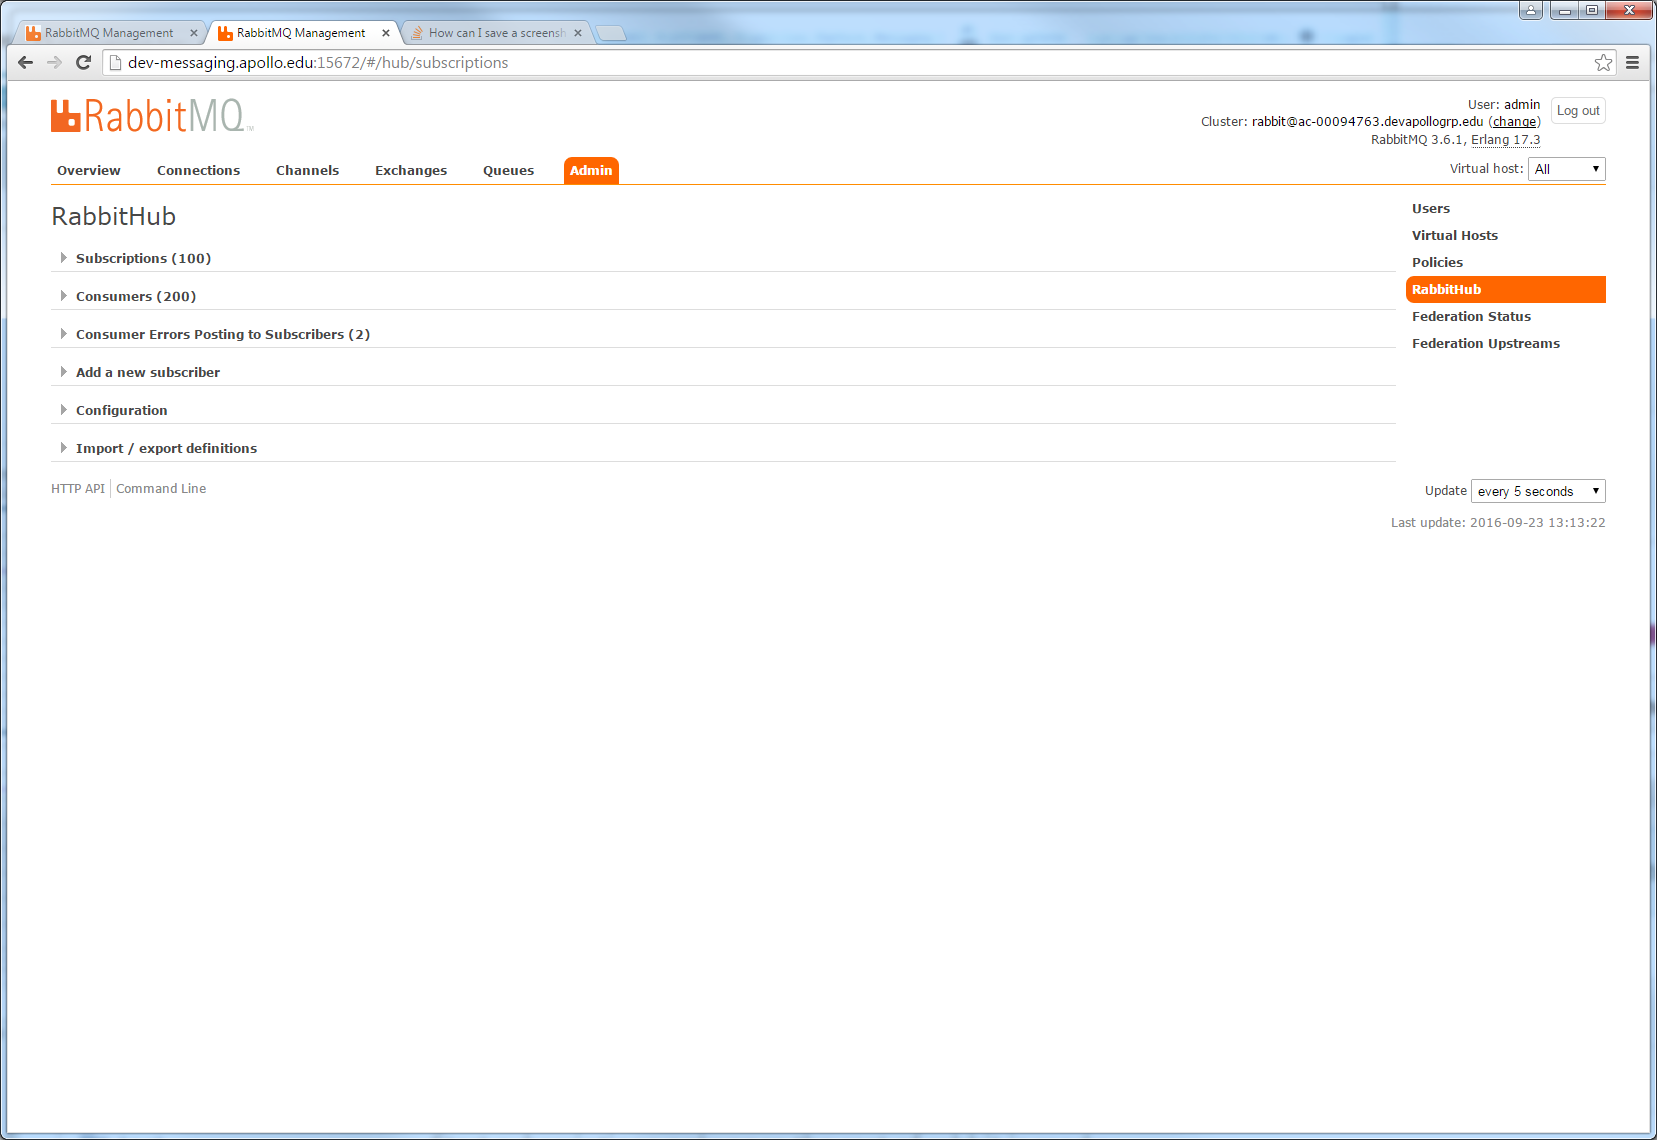 RabbitMQ Management
RabbitMQ Management
How can I save a screensh
dev-messaging.apollo.edu:15672/#/hub/subscriptions
RabbitMQ TM
User: admin
Log out
Cluster: rabbit@ac-00094763.devapollogrp.edu (change)
RabbitMQ 3.6.1, Erlang 17.3
Overview Connections Channels Exchanges Queues Admin
Virtual host: All
RabbitHub
Subscriptions (100)
Consumers (200)
Consumer Errors Posting to Subscribers (2)
Add a new subscriber
Configuration
Import / export definitions
Users
Virtual Hosts
Policies
RabbitHub
Federation Status
Federation Upstreams
HTTP API Command Line
Update every 5 seconds
Last update: 2016-09-23 13:13:22